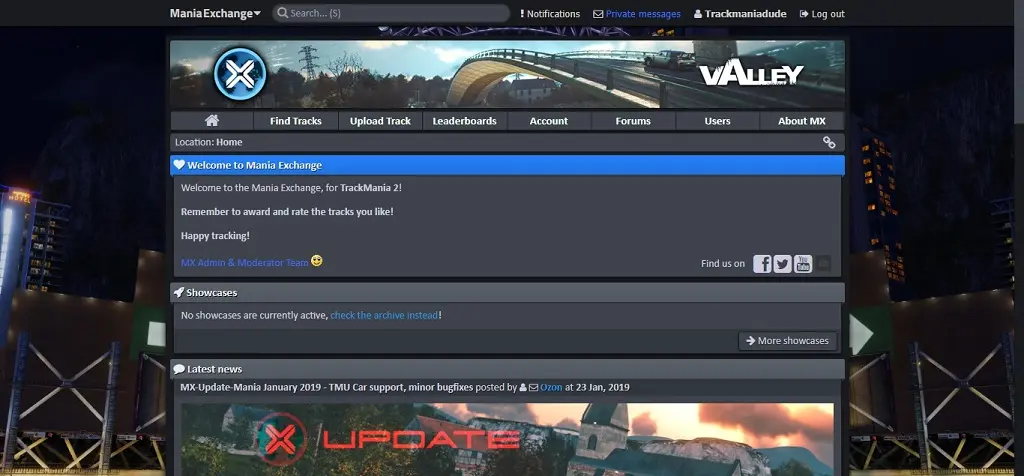 ManiaExchange
Search... (S)
Notifications
Private messages
Trackmaniadude
Log out
VALLEY
Find Tracks
Upload Track
Leaderboards
Account
Forums
Users
About MX
Location: Home
Welcome to Mania Exchange
Welcome to the Mania Exchange, for TrackMania 2!
Remember to award and rate the tracks you like!
Happy tracking!
MX Admin & Moderator Team
Find us on
You Tube
Showcases
No showcases are currently active, check the archive instead!
More showcases
Latest news
MX-Update-Mania January 2019 - TMU Car support, minor bugfixes posted by Ozon at 23 Jan, 2019
UPDATE